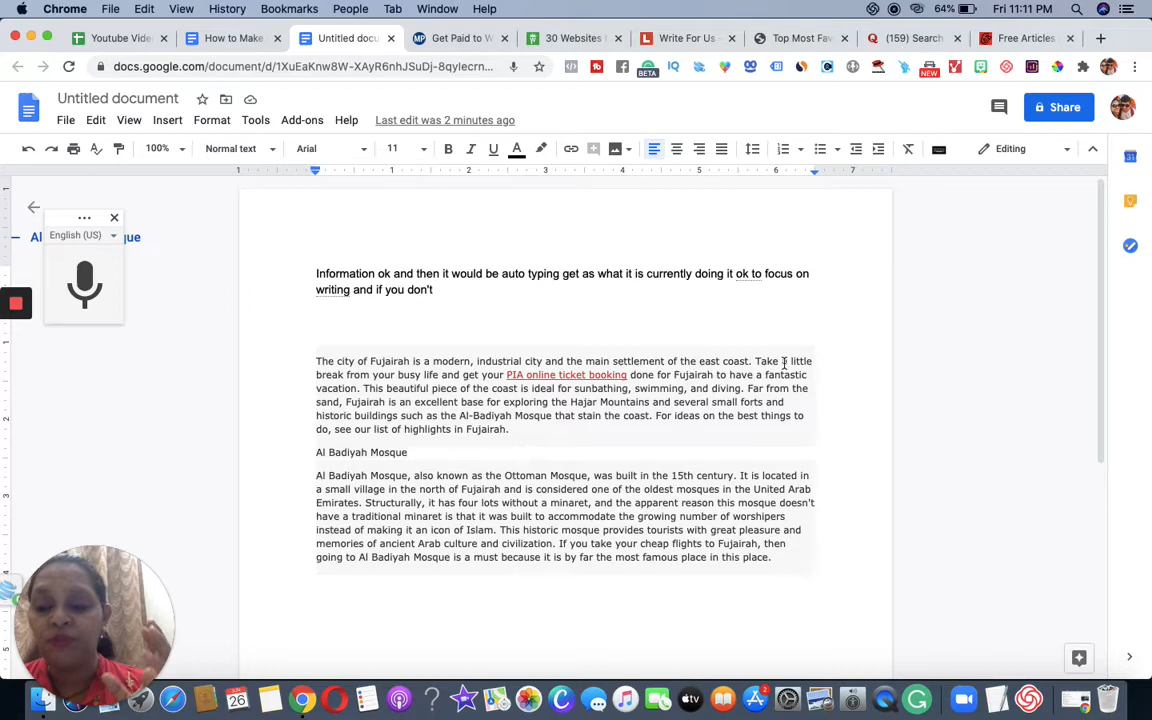 Chrome File Edit View History Bookmarks People Tab Window Help
64% Fri 11:11 PM
Youtube Vide
How to Make
Untitled docu
Get Paid to W
30 Websites
Write For Us –
Top Most Fav
(159) Search
Free Articles
docs.google.com/document/d/1XuEaKnw8W-XAyR6nhJSuDj-8qylecrn...
BETA
NEW
Untitled document
File Edit View Insert Format Tools Add-ons Help Last edit was 2 minutes ago
Share
100% Normal text Arial 11 B I U A Editing
1 1 2 3 4 5 6 7
English (US)
Al
que
Information ok and then it would be auto typing get as what it is currently doing it ok to focus on
writing and if you don't
The city of Fujairah is a modern, industrial city and the main settlement of the east coast. Take a little
break from your busy life and get your PIA online ticket booking done for Fujairah to have a fantastic
vacation. This beautiful piece of the coast is ideal for sunbathing, swimming, and diving. Far from the
sand, Fujairah is an excellent base for exploring the Hajar Mountains and several small forts and
historic buildings such as the Al-Badiyah Mosque that stain the coast. For ideas on the best things to
do, see our list of highlights in Fujairah.
Al Badiyah Mosque
Al Badiyah Mosque, also known as the Ottoman Mosque, was built in the 15th century. It is located in
a small village in the north of Fujairah and is considered one of the oldest mosques in the United Arab
Emirates. Structurally, it has four lots without a minaret, and the apparent reason this mosque doesn't
have a traditional minaret is that it was built to accommodate the growing number of worshipers
instead of making it an icon of Islam. This historic mosque provides tourists with great pleasure and
memories of ancient Arab culture and civilization. If you take your cheap flights to Fujairah, then
going to Al Badiyah Mosque is a must because it is by far the most famous place in this place.
26